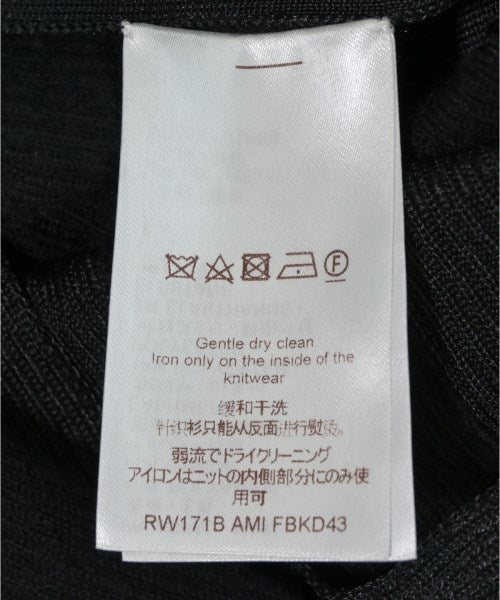 F
Gentle dry clean
Iron only on the inside of the
knitwear
缓和干洗
针织衫只能从反面进行熨烫。
弱流でドライクリーニング
アイロンはニットの内側部分にのみ使
用可
RW171B AMI FBKD43